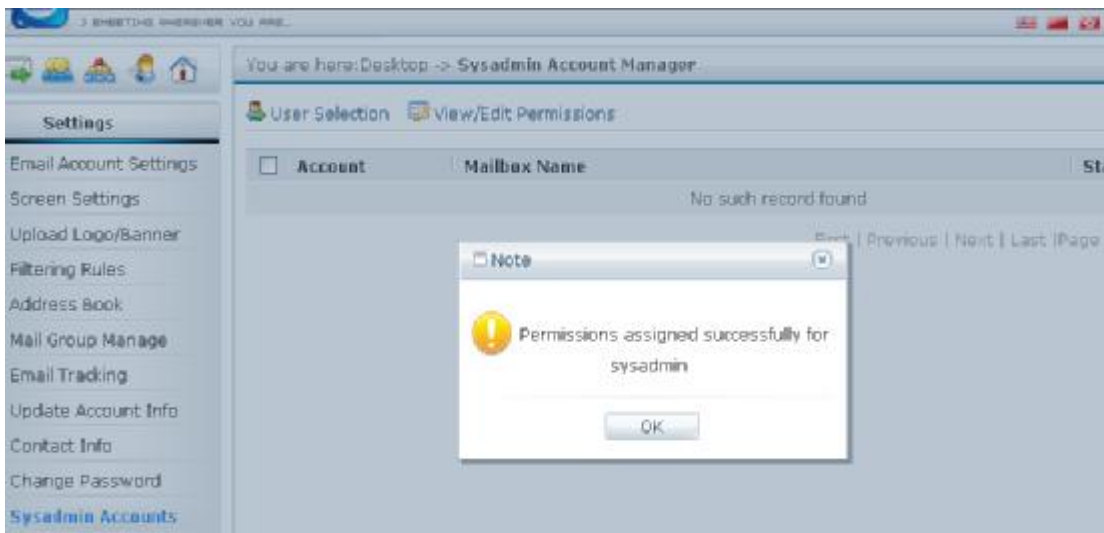 YOU ARE..
You are here:Desktop -> Sysadmin Account Manager
User Selection View/Edit Permissions
Settings
Email Account Settings
Screen Settings
Upload Logo/Banner
Filtering Rules
Address Book
Mail Group Manage
Email Tracking
Update Account Info
Contact Info
Change Password
Sysadmin Accounts
Account Mailbox Name
No such record found
First | Previous | Next | Last |Page
Note
Permissions assigned successfully for
sysadmin
OK